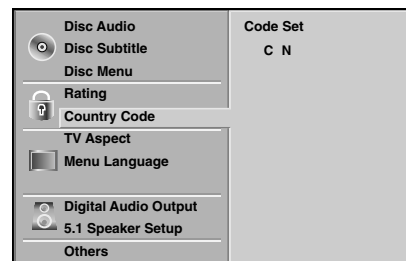 Disc Audio
Disc Subtitle
Disc Menu
Rating
Country Code
TV Aspect
Menu Language
Digital Audio Output
5.1 Speaker Setup
Others
Code Set
C N